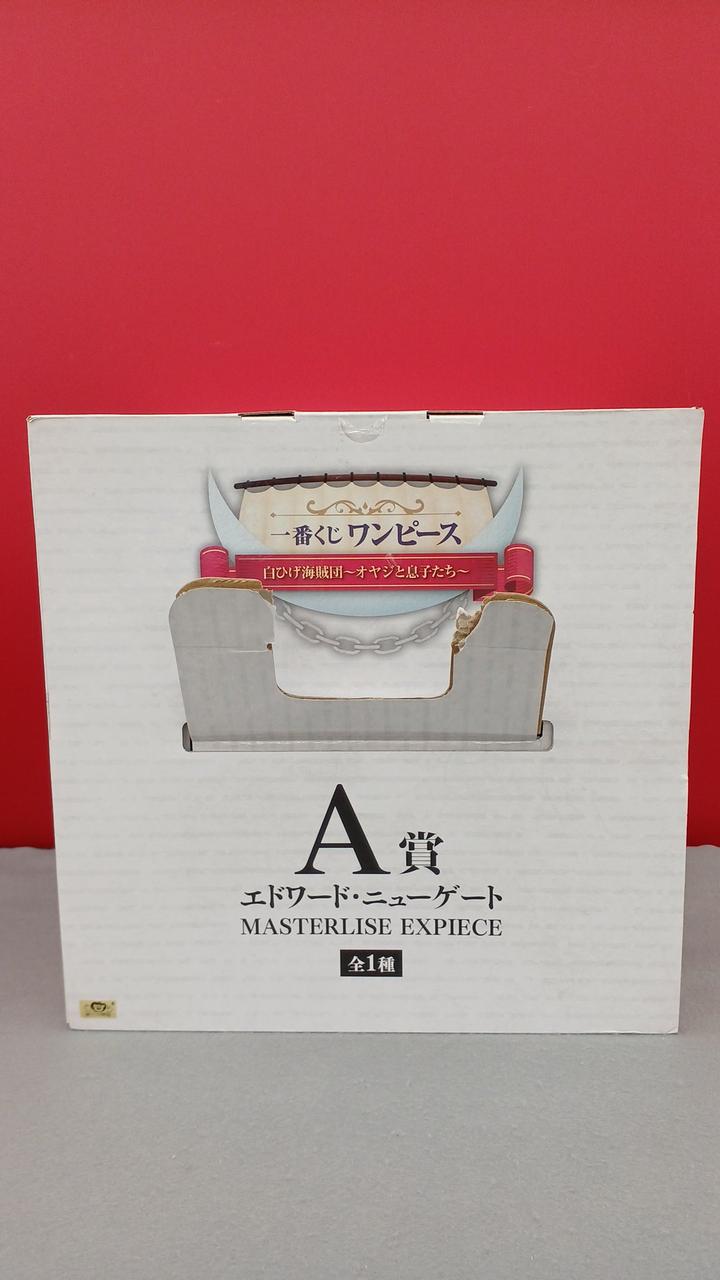 一番くじ ワンピース
白ひげ海賊団～オヤジと息子たち～
A賞
エドワード・ニューゲート
MASTERLISE EXPIECE
全1種